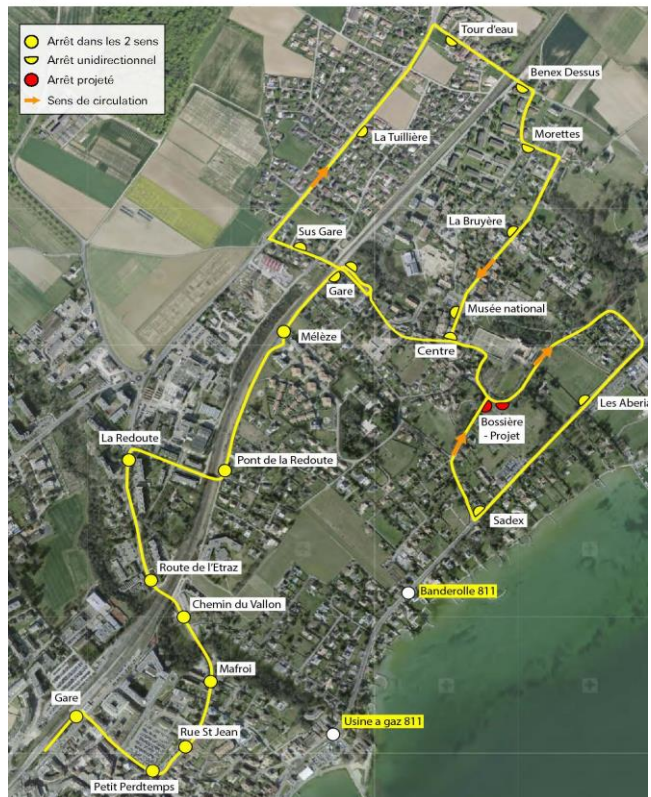 Arrêt dans les 2 sens
Arrêt unidirectionnel
Arrêt projeté
Sens de circulation
Tour d'eau
Benex Dessus
La Tuillière
Morettes
La Bruyère
Sus Gare
Gare
Musée national
Mélèze
Centre
Les Aberia
La Redoute
Bossière
- Projet
Pont de la Redoute
Sadex
Route de l'Etraz
Banderolle 811
Chemin du Vallon
Mafroi
Gare
Usine a gaz 811
Rue St Jean
Petit Perdtemps